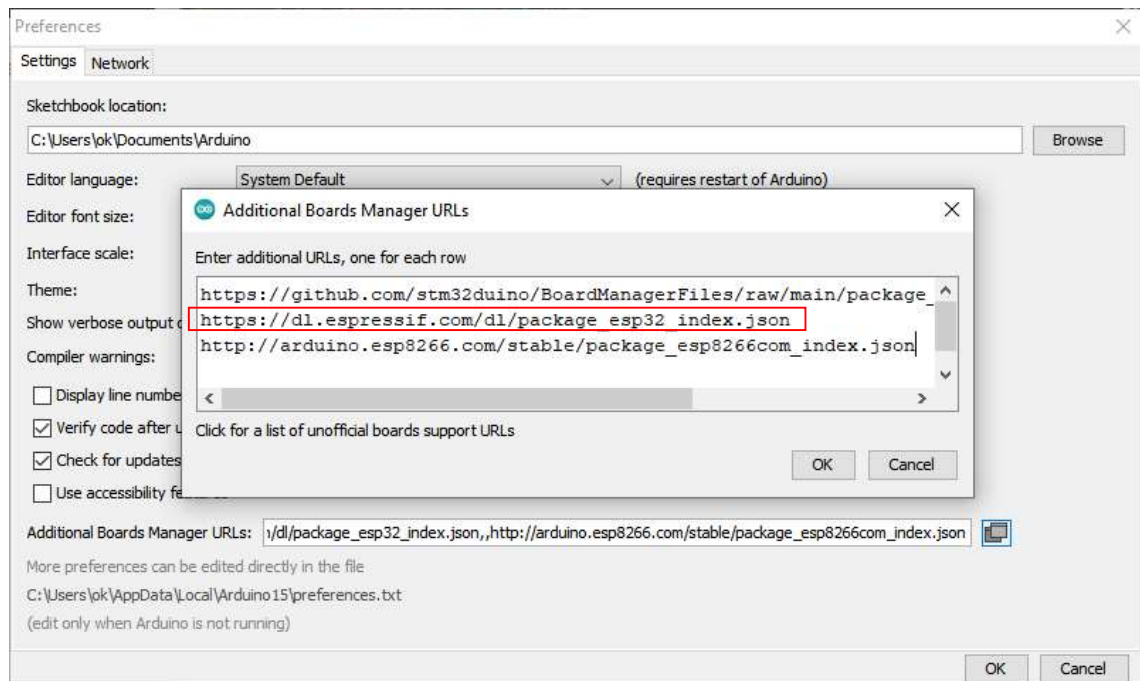 Preferences
Settings Network
Sketchbook location:
C:\Users\ok\Documents\Arduino
Browse
Editor language: System Default (requires restart of Arduino)
Editor font size:
Interface scale:
Theme:
Show verbose output
Compiler warnings:
Display line numbe
Verify code after u
Check for updates
Use accessibility
Additional Boards Manager URLs
Enter additional URLs, one for each row
https://github.com/stm32duino/BoardManagerFiles/raw/main/package_
https://dl.espressif.com/dl/package_esp32_index.json
http://arduino.esp8266.com/stable/package_esp8266com_index.json
Click for a list of unofficial boards support URLs
OK Cancel
Additional Boards Manager URLs: /dl/package_esp32_index.json,,http://arduino.esp8266.com/stable/package_esp8266com_index.json
More preferences can be edited directly in the file
C:\Users\ok\AppData\Local\Arduino15\preferences.txt
(edit only when Arduino is not running)
OK Cancel